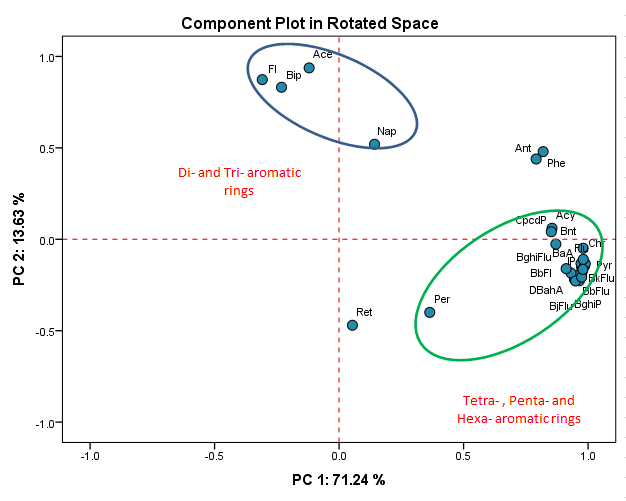 Component Plot in Rotated Space
1.0
0.5
0.0
-0.5
-1.0
PC 2: 13.63 %
Fl
Bip
Ace
Nap
Di- and Tri- aromatic
rings
Ant
Phe
CpcdP
Acy
Bnt
Flu
Chr
BaA
BghiFlu
IP
Pyr
BbFl
BkFlu
DBahA
BbFlu
BjFlu
BghiP
Per
Ret
Tetra- , Penta- and
Hexa- aromatic rings
-1.0
-0.5
0.0
0.5
1.0
PC 1: 71.24 %